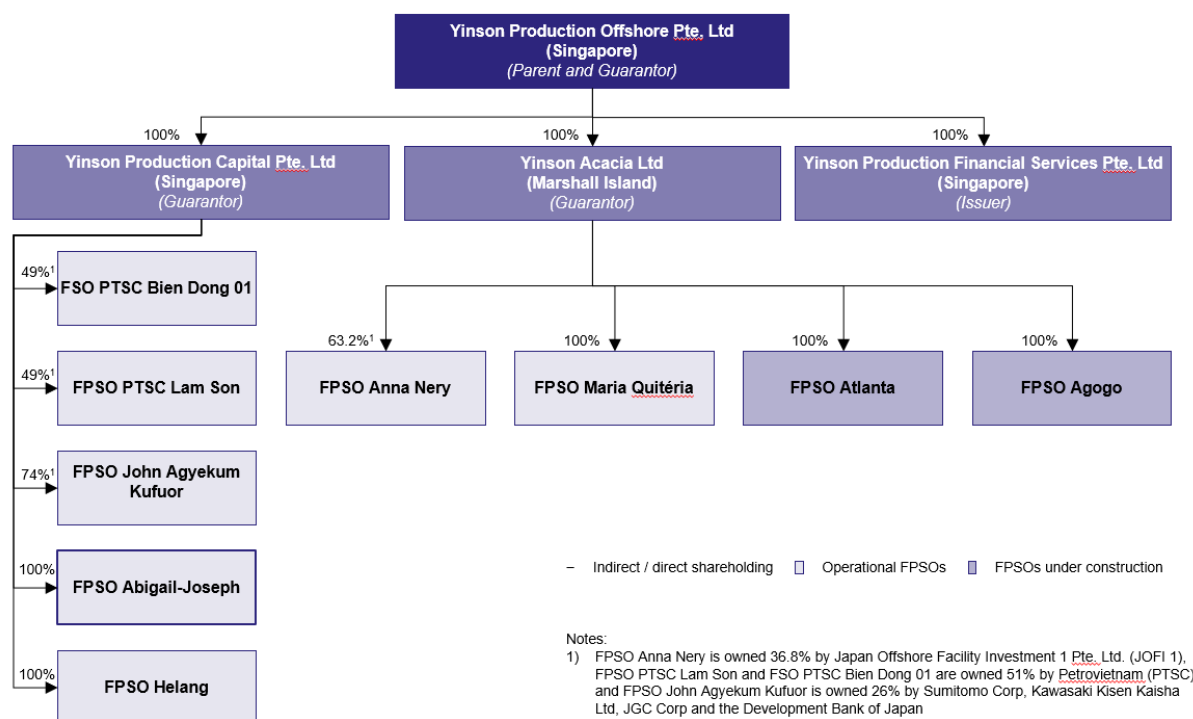 Yinson Production Offshore Pte. Ltd
(Singapore)
(Parent and Guarantor)
100%
100%
100%
Yinson Production Capital Pte. Ltd
(Singapore)
(Guarantor)
Yinson Acacia Ltd
(Marshall Island)
(Guarantor)
Yinson Production Financial Services Pte. Ltd
(Singapore)
(Issuer)
49%¹
FSO PTSC Bien Dong 01
49%¹
FPSO PTSC Lam Son
74%¹
FPSO John Agyekum
Kufuor
100%
FPSO Abigail-Joseph
100%
FPSO Helang
63.2%¹
FPSO Anna Nery
100%
FPSO Maria Quitéria
100%
FPSO Atlanta
100%
FPSO Agogo
– Indirect / direct shareholding Operational FPSOs FPSOs under construction
Notes:
1) FPSO Anna Nery is owned 36.8% by Japan Offshore Facility Investment 1 Pte. Ltd. (JOFI 1),
FPSO PTSC Lam Son and FSO PTSC Bien Dong 01 are owned 51% by Petrovietnam (PTSC)
and FPSO John Agyekum Kufuor is owned 26% by Sumitomo Corp, Kawasaki Kisen Kaisha
Ltd, JGC Corp and the Development Bank of Japan